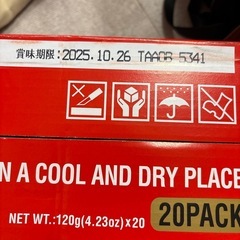 賞味期限:2025.10.26 TAAOB 5341
N A COOL AND DRY PLACE
NET WT.:120g(4.23oz)x20
20PACK